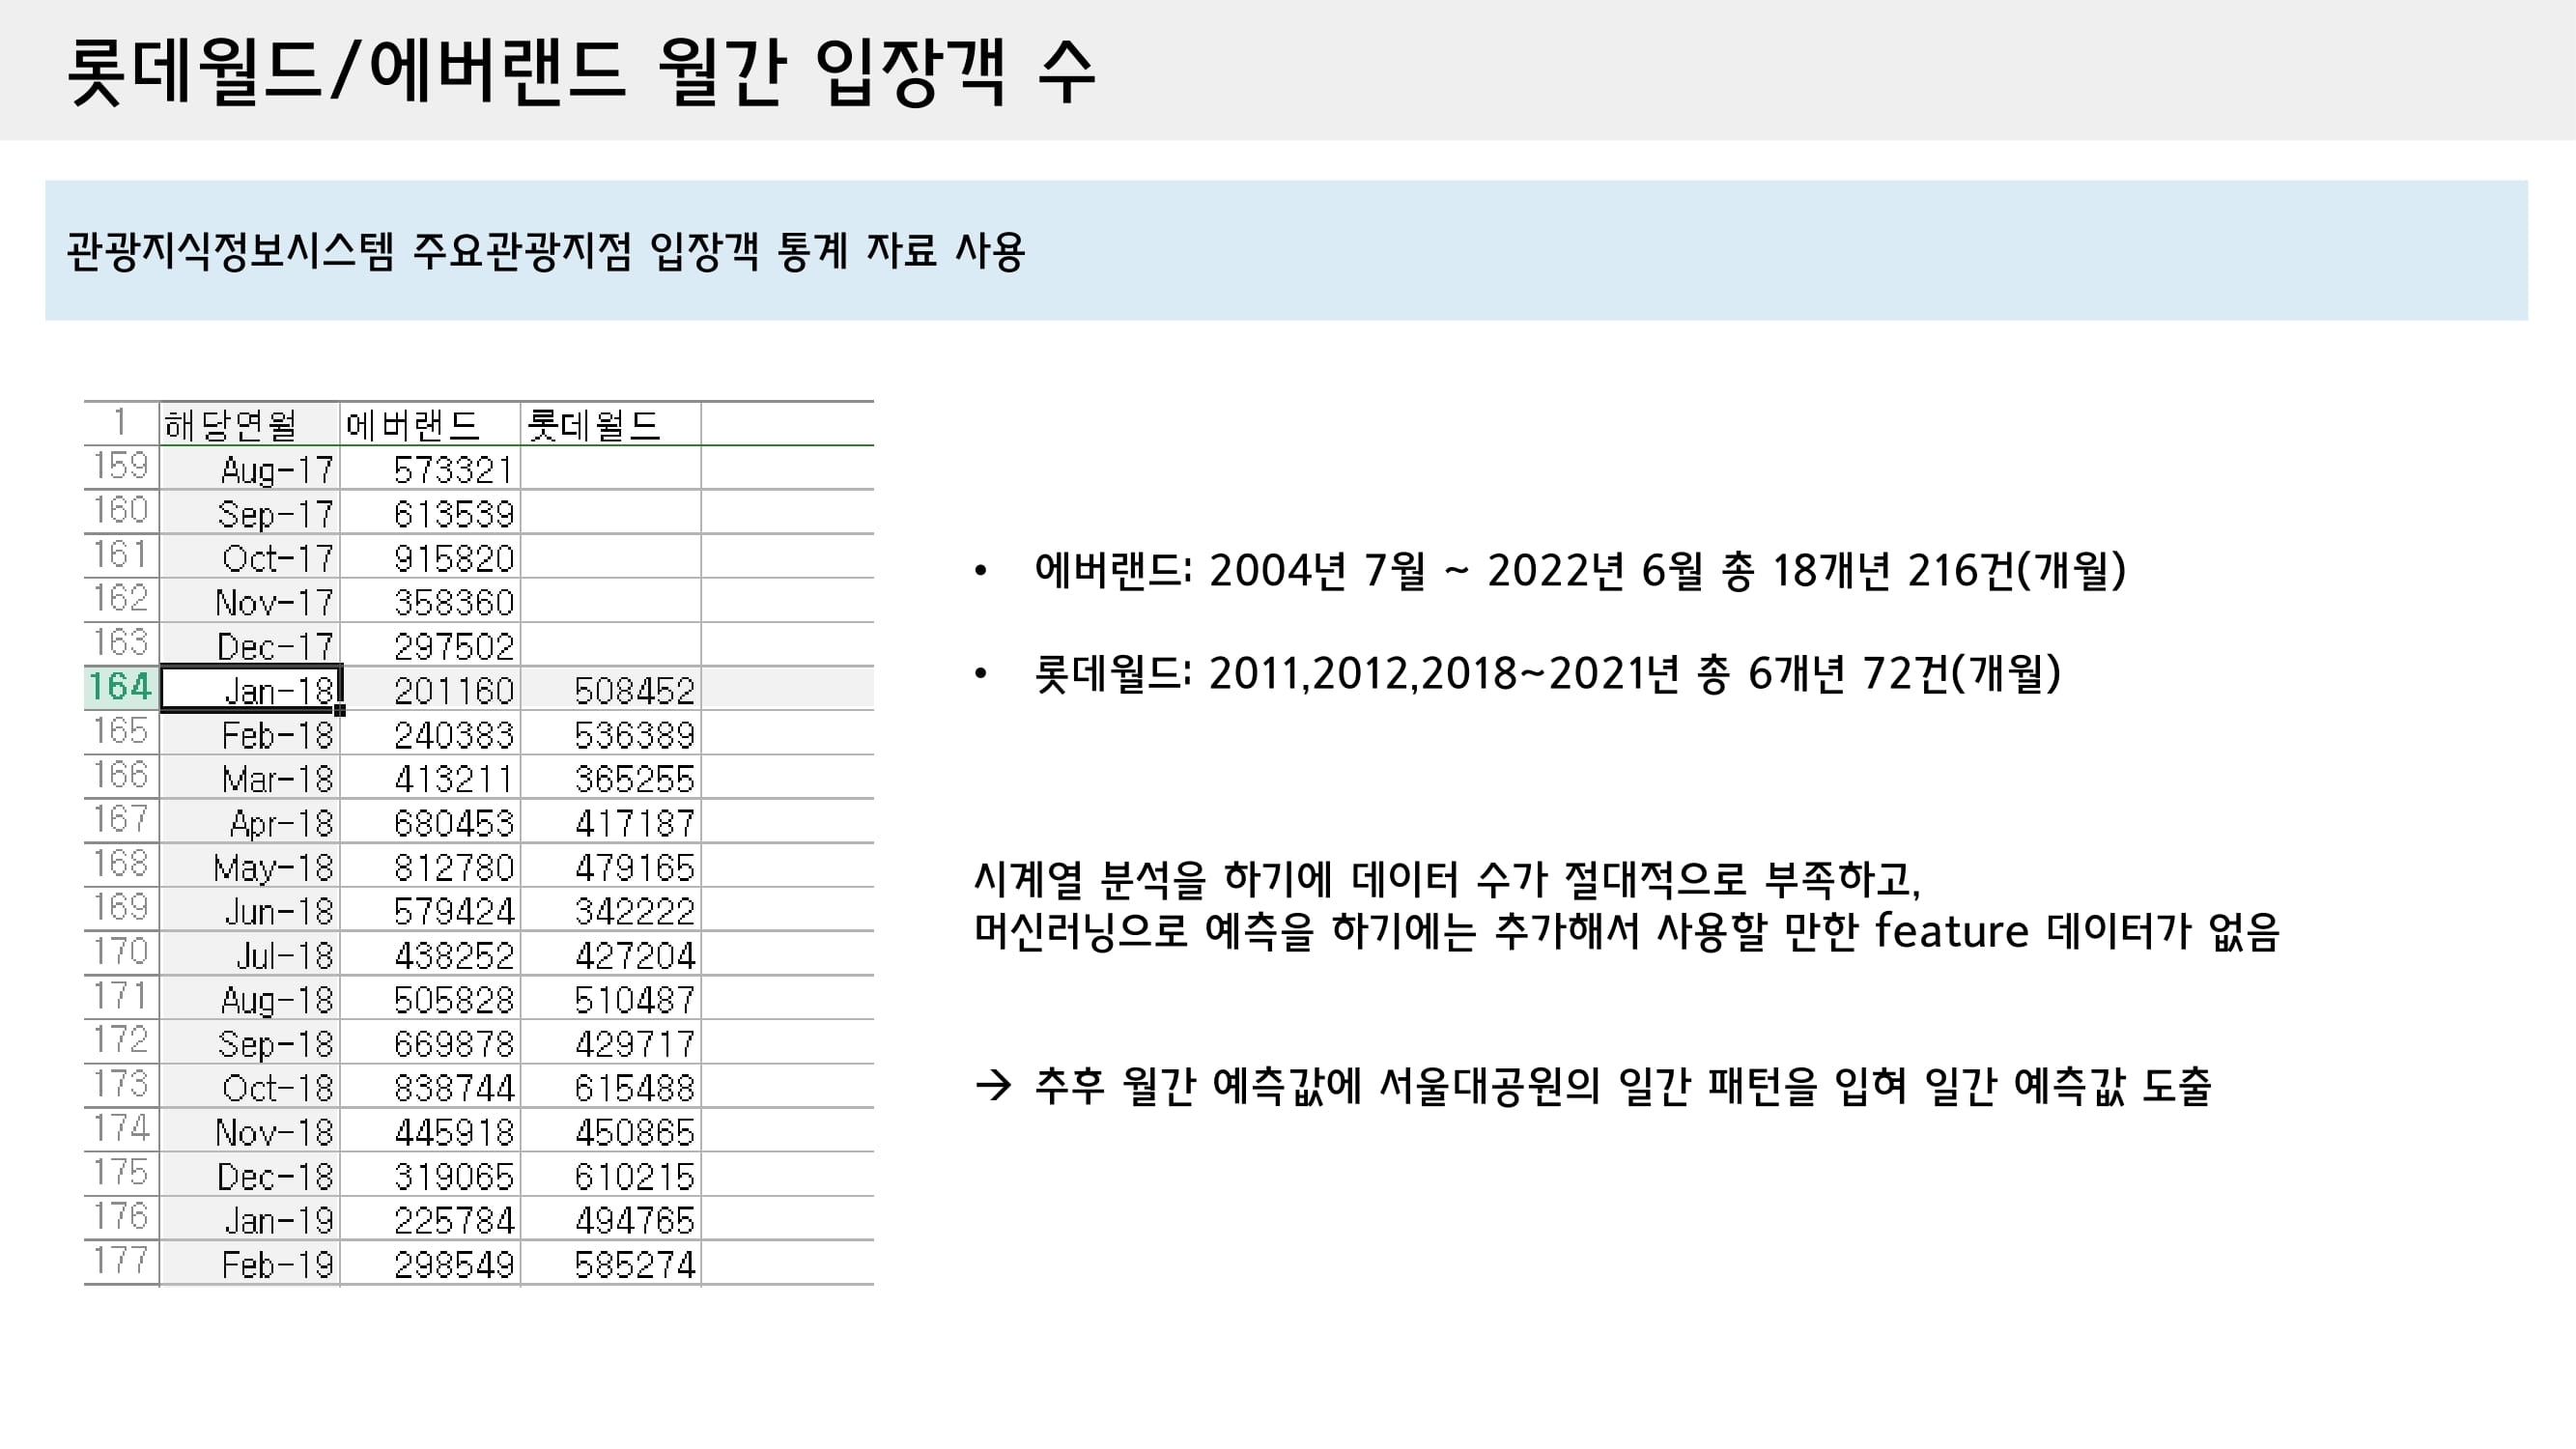 롯데월드/에버랜드 월간 입장객 수
관광지식정보시스템 주요관광지점 입장객 통계 자료 사용
1 해당연월 에버랜드 롯데월드
159 Aug-17 573321
160 Sep-17 613539
161 Oct-17 915820
162 Nov-17 358360
163 Dec-17 297502
164 Jan-18 201160 508452
165 Feb-18 240383 536389
166 Mar-18 413211 365255
167 Apr-18 680453 417187
168 May-18 812780 479165
169 Jun-18 579424 342222
170 Jul-18 438252 427204
171 Aug-18 505828 510487
172 Sep-18 669878 429717
173 Oct-18 838744 615488
174 Nov-18 445918 450865
175 Dec-18 319065 610215
176 Jan-19 225784 494765
177 Feb-19 298549 585274
• 에버랜드: 2004년 7월 ~ 2022년 6월 총 18개년 216건(개월)
• 롯데월드: 2011,2012,2018~2021년 총 6개년 72건(개월)
시계열 분석을 하기에 데이터 수가 절대적으로 부족하고,
머신러닝으로 예측을 하기에는 추가해서 사용할 만한 feature 데이터가 없음
→ 추후 월간 예측값에 서울대공원의 일간 패턴을 입혀 일간 예측값 도출